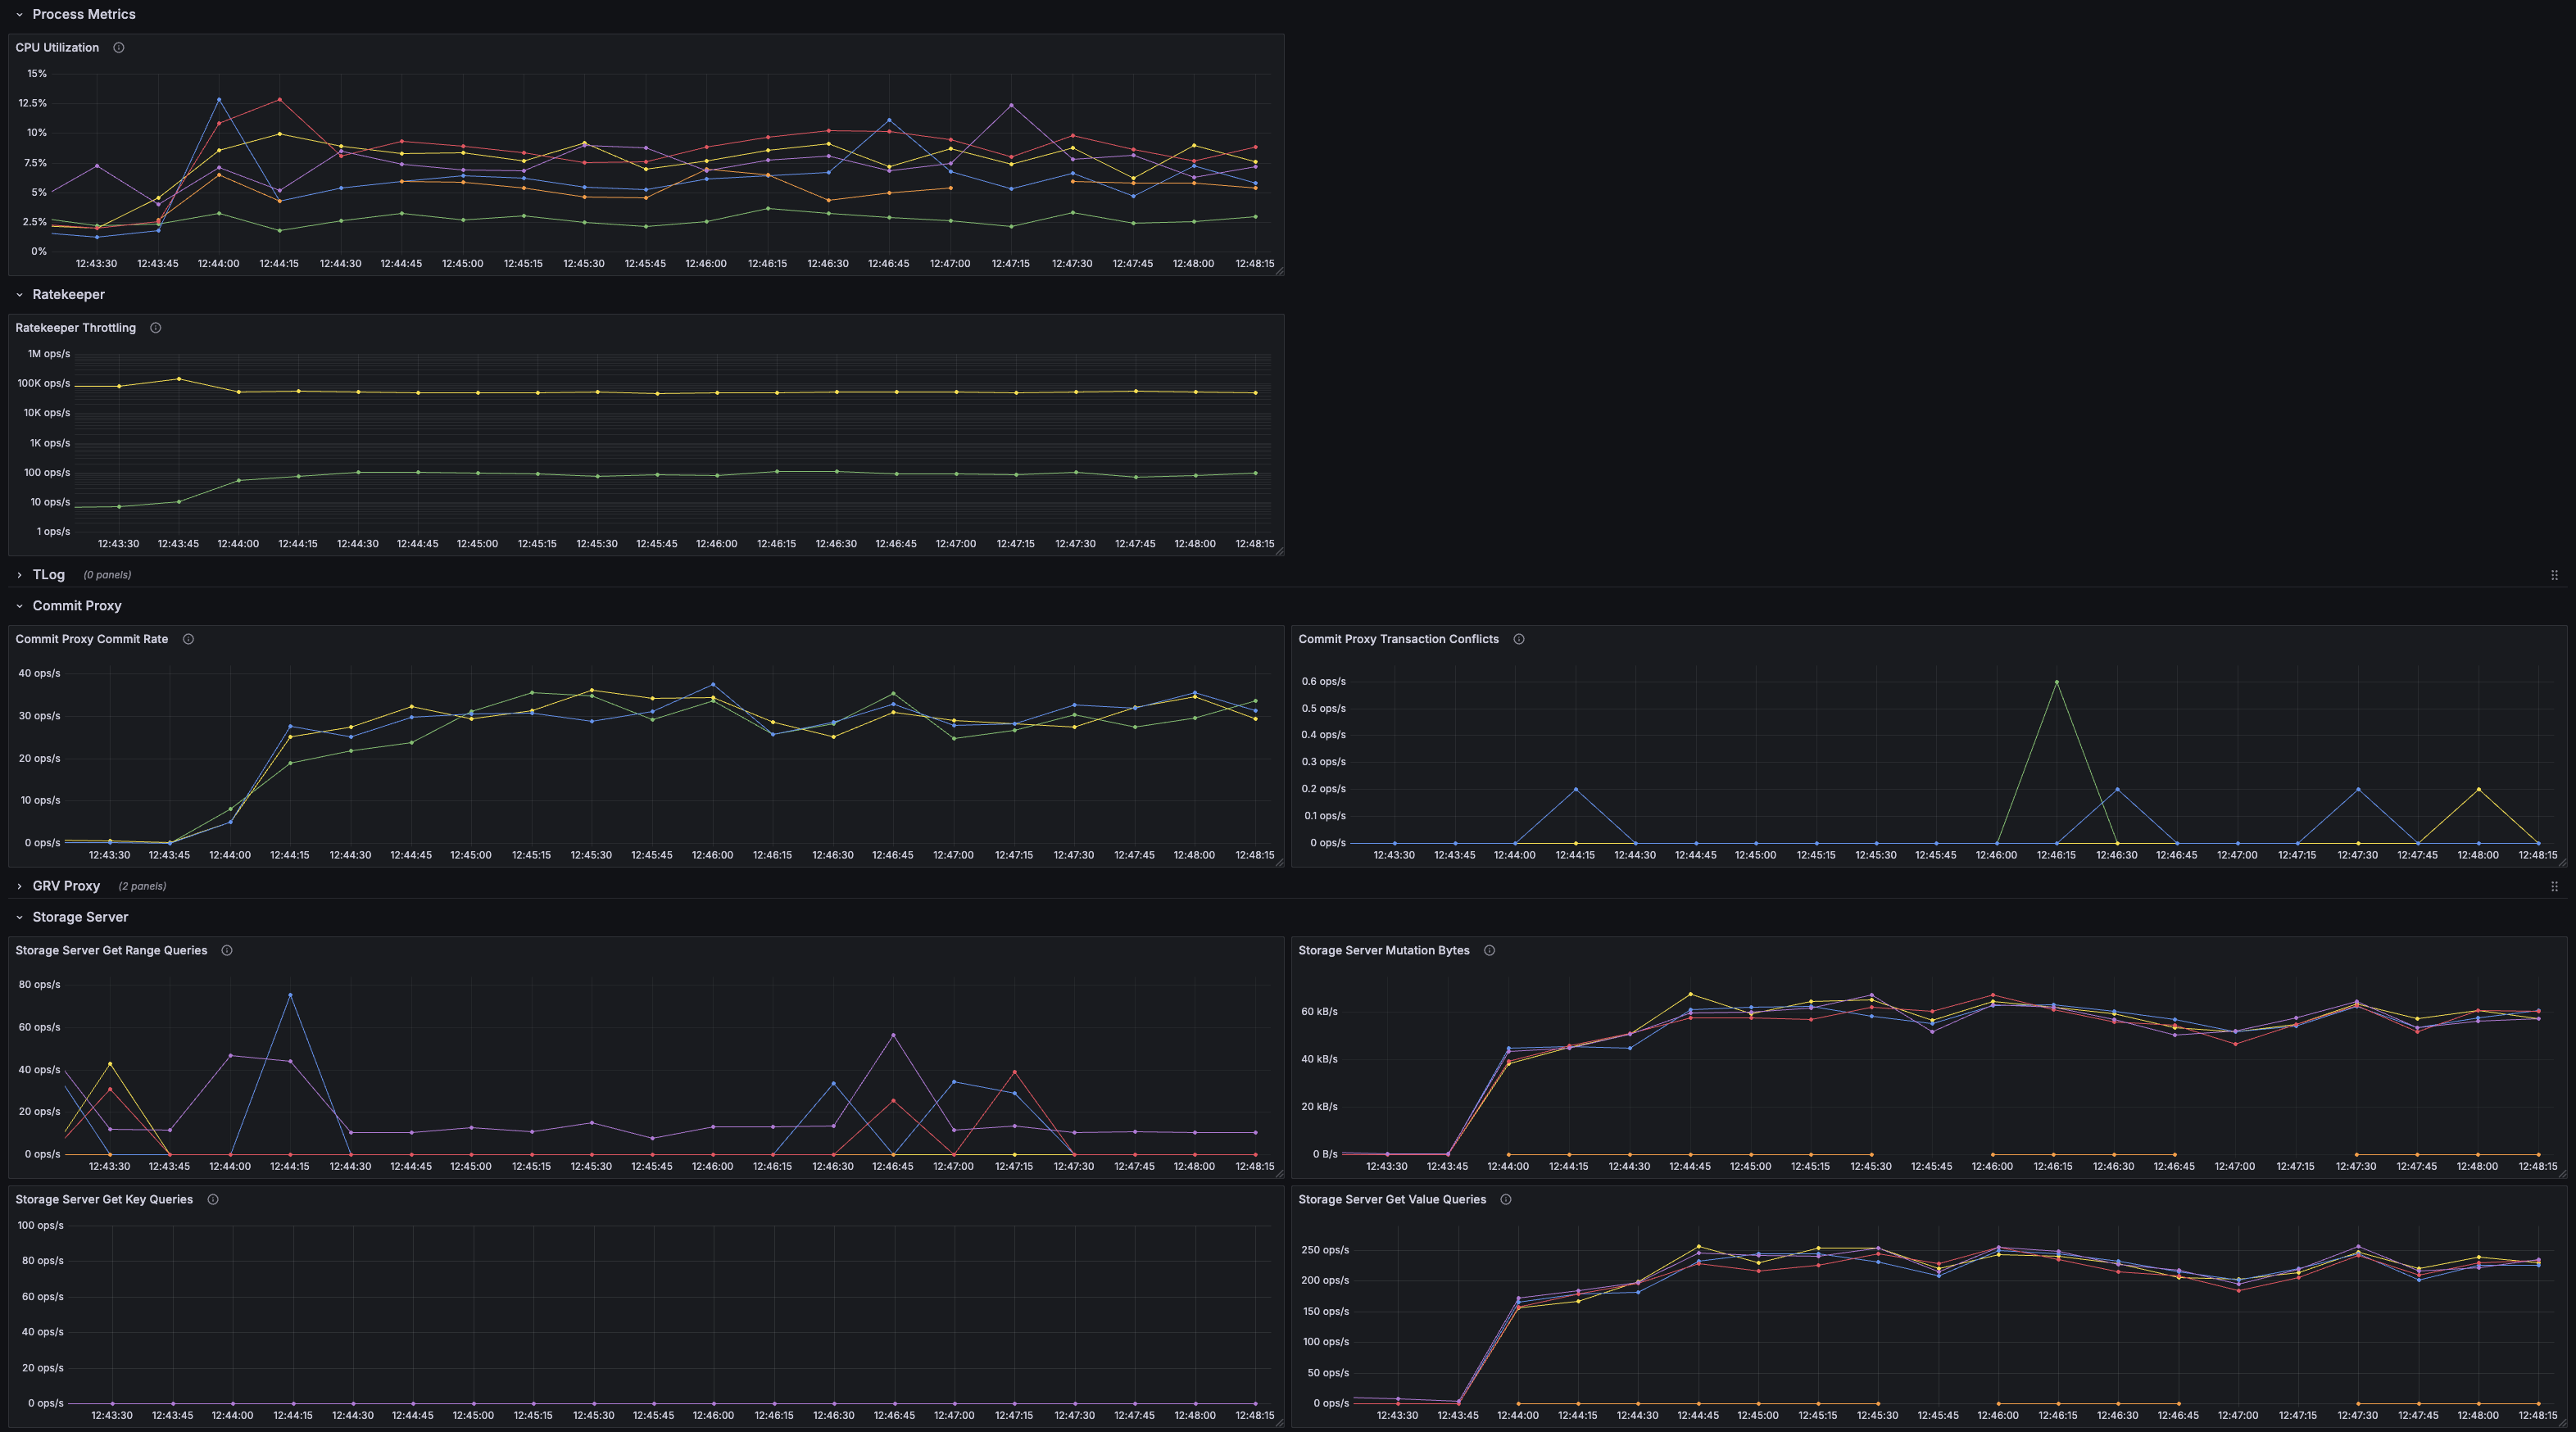 Process Metrics
CPU Utilization
15%
12.5%
10%
7.5%
5%
2.5%
0%
12:43:30 12:43:45 12:44:00 12:44:15 12:44:30 12:44:45 12:45:00 12:45:15 12:45:30 12:45:45 12:46:00 12:46:15 12:46:30 12:46:45 12:47:00 12:47:15 12:47:30 12:47:45 12:48:00 12:48:15
Ratekeeper
Ratekeeper Throttling
1M ops/s
100K ops/s
10K ops/s
1K ops/s
100 ops/s
10 ops/s
1 ops/s
12:43:30 12:43:45 12:44:00 12:44:15 12:44:30 12:44:45 12:45:00 12:45:15 12:45:30 12:45:45 12:46:00 12:46:15 12:46:30 12:46:45 12:47:00 12:47:15 12:47:30 12:47:45 12:48:00 12:48:15
TLog (0 panels)
Commit Proxy
Commit Proxy Commit Rate
40 ops/s
30 ops/s
20 ops/s
10 ops/s
0 ops/s
12:43:30 12:43:45 12:44:00 12:44:15 12:44:30 12:44:45 12:45:00 12:45:15 12:45:30 12:45:45 12:46:00 12:46:15 12:46:30 12:46:45 12:47:00 12:47:15 12:47:30 12:47:45 12:48:00 12:48:15
Commit Proxy Transaction Conflicts
0.6 ops/s
0.5 ops/s
0.4 ops/s
0.3 ops/s
0.2 ops/s
0.1 ops/s
0 ops/s
12:43:30 12:43:45 12:44:00 12:44:15 12:44:30 12:44:45 12:45:00 12:45:15 12:45:30 12:45:45 12:46:00 12:46:15 12:46:30 12:46:45 12:47:00 12:47:15 12:47:30 12:47:45 12:48:00 12:48:15
GRV Proxy (2 panels)
Storage Server
Storage Server Get Range Queries
80 ops/s
60 ops/s
40 ops/s
20 ops/s
0 ops/s
12:43:30 12:43:45 12:44:00 12:44:15 12:44:30 12:44:45 12:45:00 12:45:15 12:45:30 12:45:45 12:46:00 12:46:15 12:46:30 12:46:45 12:47:00 12:47:15 12:47:30 12:47:45 12:48:00 12:48:15
Storage Server Mutation Bytes
60 kB/s
40 kB/s
20 kB/s
0 B/s
12:43:30 12:43:45 12:44:00 12:44:15 12:44:30 12:44:45 12:45:00 12:45:15 12:45:30 12:45:45 12:46:00 12:46:15 12:46:30 12:46:45 12:47:00 12:47:15 12:47:30 12:47:45 12:48:00 12:48:15
Storage Server Get Key Queries
100 ops/s
80 ops/s
60 ops/s
40 ops/s
20 ops/s
0 ops/s
12:43:30 12:43:45 12:44:00 12:44:15 12:44:30 12:44:45 12:45:00 12:45:15 12:45:30 12:45:45 12:46:00 12:46:15 12:46:30 12:46:45 12:47:00 12:47:15 12:47:30 12:47:45 12:48:00 12:48:15
Storage Server Get Value Queries
250 ops/s
200 ops/s
150 ops/s
100 ops/s
50 ops/s
0 ops/s
12:43:30 12:43:45 12:44:00 12:44:15 12:44:30 12:44:45 12:45:00 12:45:15 12:45:30 12:45:45 12:46:00 12:46:15 12:46:30 12:46:45 12:47:00 12:47:15 12:47:30 12:47:45 12:48:00 12:48:15